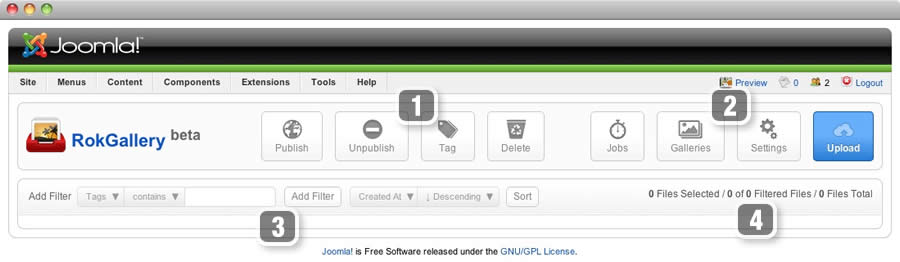 Joomla!™
Site Menus Content Components Extensions Tools Help Preview 0 2 Logout
1 2
RokGallery beta Publish Unpublish Tag Delete Jobs Galleries Settings Upload
Add Filter Tags ▼ contains ▼ Add Filter Created At ▼ ↓ Descending ▼ Sort 0 Files Selected / 0 of 0 Filtered Files / 0 Files Total
3 4
Joomla! is Free Software released under the GNU/GPL License.